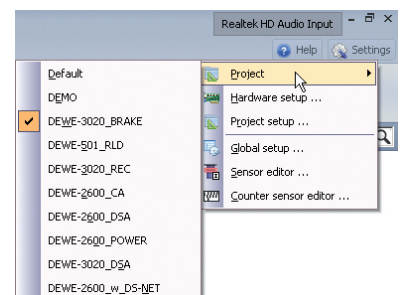 Realtek HD Audio Input
Help
Settings
Default
DEMO
DEWE-3020_BRAKE
DEWE-501_RLD
DEWE-3020_REC
DEWE-2600_CA
DEWE-2600_DSA
DEWE-2600_POWER
DEWE-3020_DSA
DEWE-2600_w_DS-NET
Project
Hardware setup ...
Project setup ...
Global setup ...
Sensor editor ...
Counter sensor editor ...